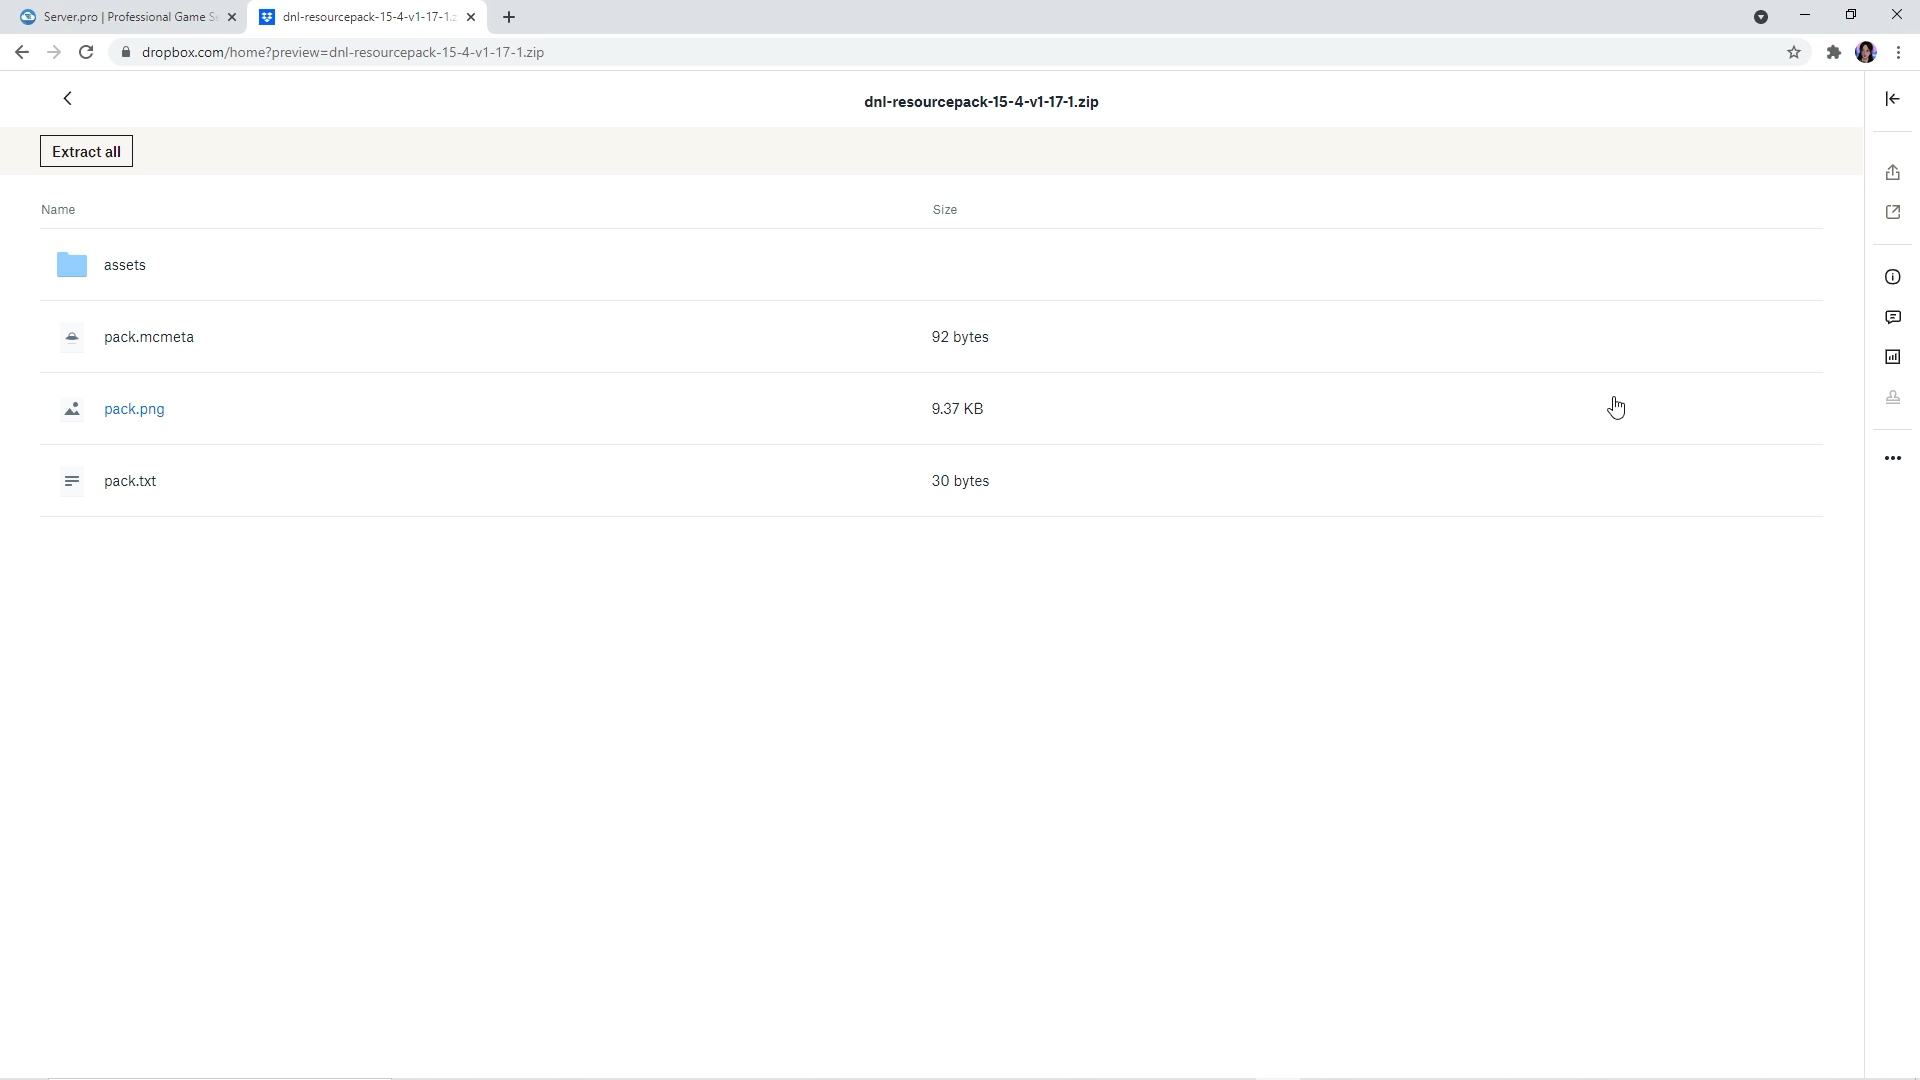 Server.pro | Professional Game S
dnl-resourcepack-15-4-v1-17-1.z
dropbox.com/home?preview=dnl-resourcepack-15-4-v1-17-1.zip
dnl-resourcepack-15-4-v1-17-1.zip
Extract all
Name Size
assets
pack.mcmeta 92 bytes
pack.png 9.37 KB
pack.txt 30 bytes